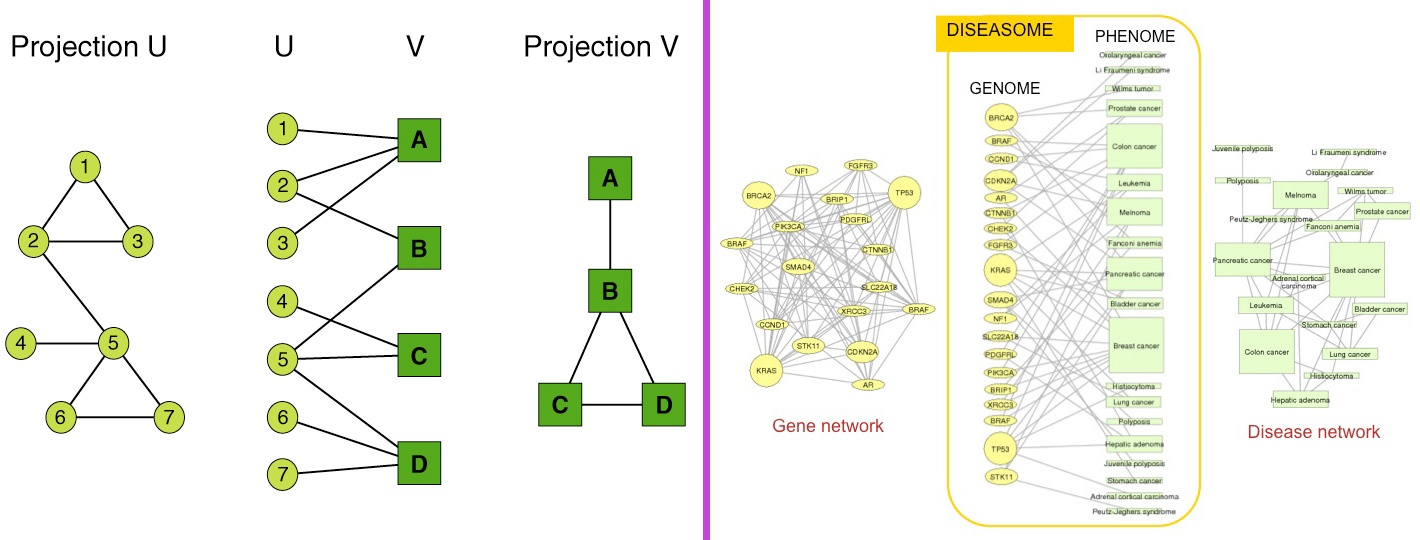 Projection U
U
V
Projection V
1
2
3
4
5
6
7
1
2
3
4
5
6
7
A
B
C
D
A
B
C
D
DISEASOME
PHENOME
GENOME
NF1
FGFR3
BRCA2
TP53
BRIP1
PIK3CA
PDGFRL
BRAF
CTNNB1
SMAD4
CHEK2
SLC22A18
XRCC3
BRAF
CCND1
STK11
CDKN2A
KRAS
AR
Gene network
BRCA2
BRAF
CCND1
CDKN2A
AR
CTNNB1
CHEK2
FGFR3
KRAS
SMAD4
NF1
SLC22A18
PDGFRL
PIK3CA
BRIP1
XRCC3
BRAF
TP53
STK11
Orolaryngeal cancer
Li Fraumeni syndrome
Wilms tumor
Prostate cancer
Colon cancer
Leukemia
Melnoma
Fanconi anemia
Pancreatic cancer
Bladder cancer
Breast cancer
Histiocytoma
Lung cancer
Polyposis
Hepatic adenoma
Juvenile polyposis
Stomach cancer
Adrenal cortical carcinoma
Peutz-Jeghers syndrome
Juvenile polyposis
Li Fraumeni syndrome
Orolaryngeal cancer
Polyposis
Melnoma
Wilms tumor
Prostate cancer
Peutz-Jeghers syndrome
Fanconi anemia
Pancreatic cancer
Breast cancer
Adrenal cortical
carcinoma
Leukemia
Bladder cancer
Stomach cancer
Colon cancer
Lung cancer
Histiocytoma
Hepatic adenoma
Disease network